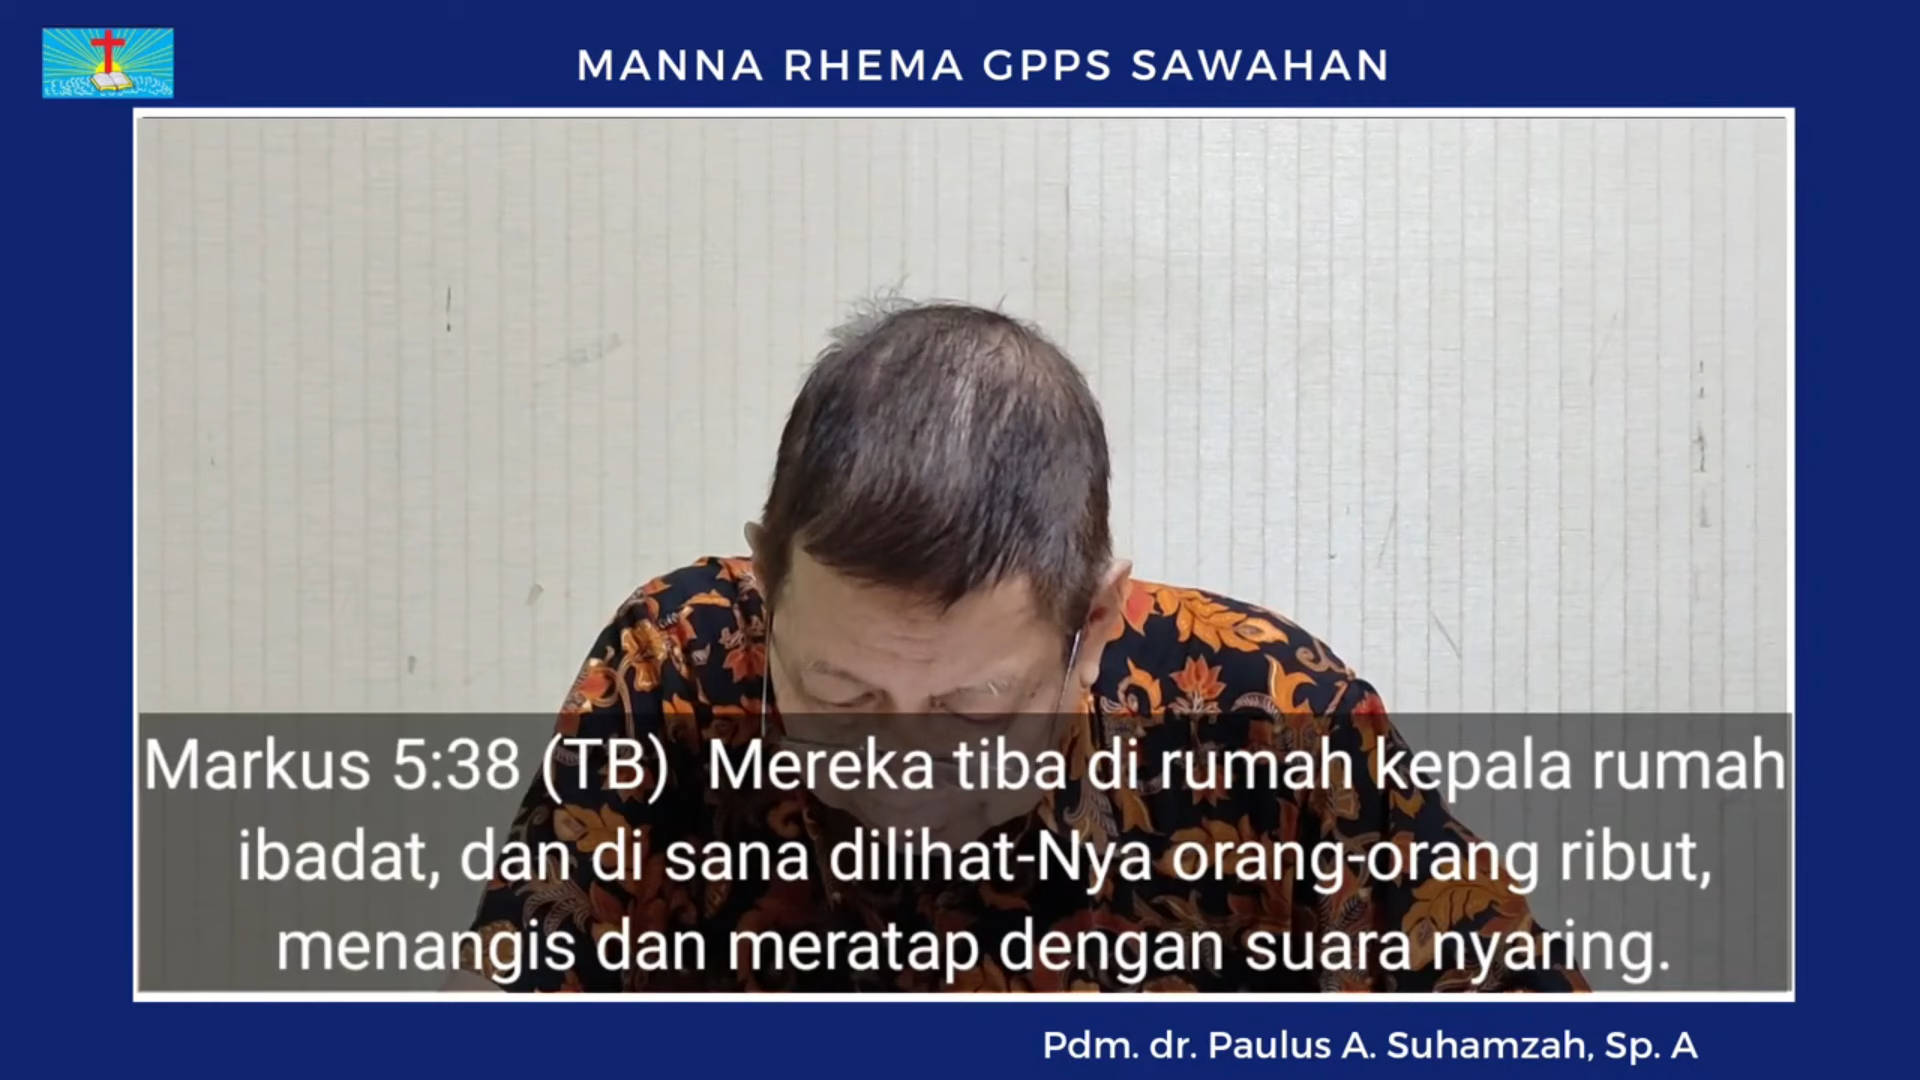 MANNA RHEMA GPPS SAWAHAN
Markus 5:38 (TB) Mereka tiba di rumah kepala rumah
ibadat, dan di sana dilihat-Nya orang-orang ribut,
menangis dan meratap dengan suara nyaring.
Pdm. dr. Paulus A. Suhamzah, Sp. A